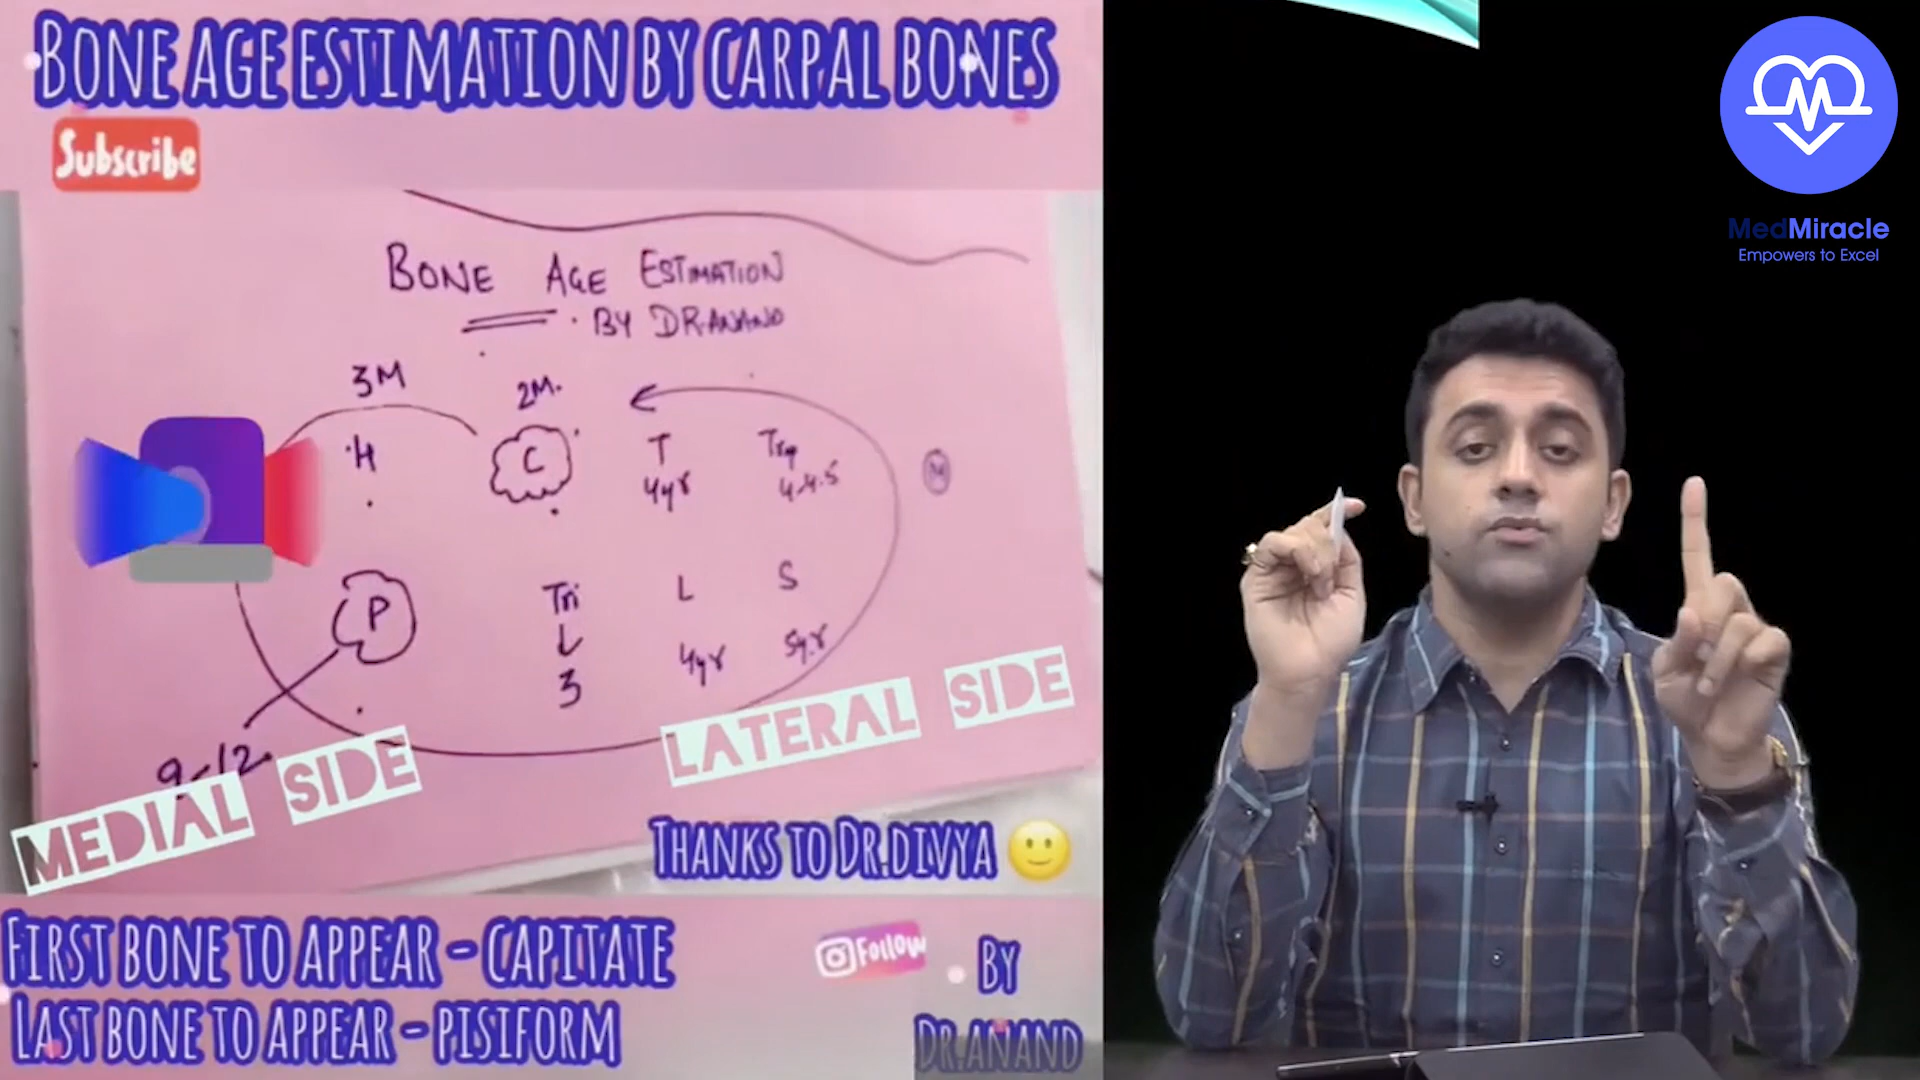 BONE AGE ESTIMATION BY CARPAL BONES
Subscribe
BONE AGE ESTIMATION
BY DR.ANAND
3M
2M.
H
C
T
Trq
4yr
4-4.5
M
P
Tri
L
S
3
4yr
5yr
9-12
MEDIAL SIDE
LATERAL SIDE
THANKS TO DR.DIVYA
FIRST BONE TO APPEAR - CAPITATE
LAST BONE TO APPEAR - PISIFORM
Follow
BY
DR.ANAND
MedMiracle
Empowers to Excel